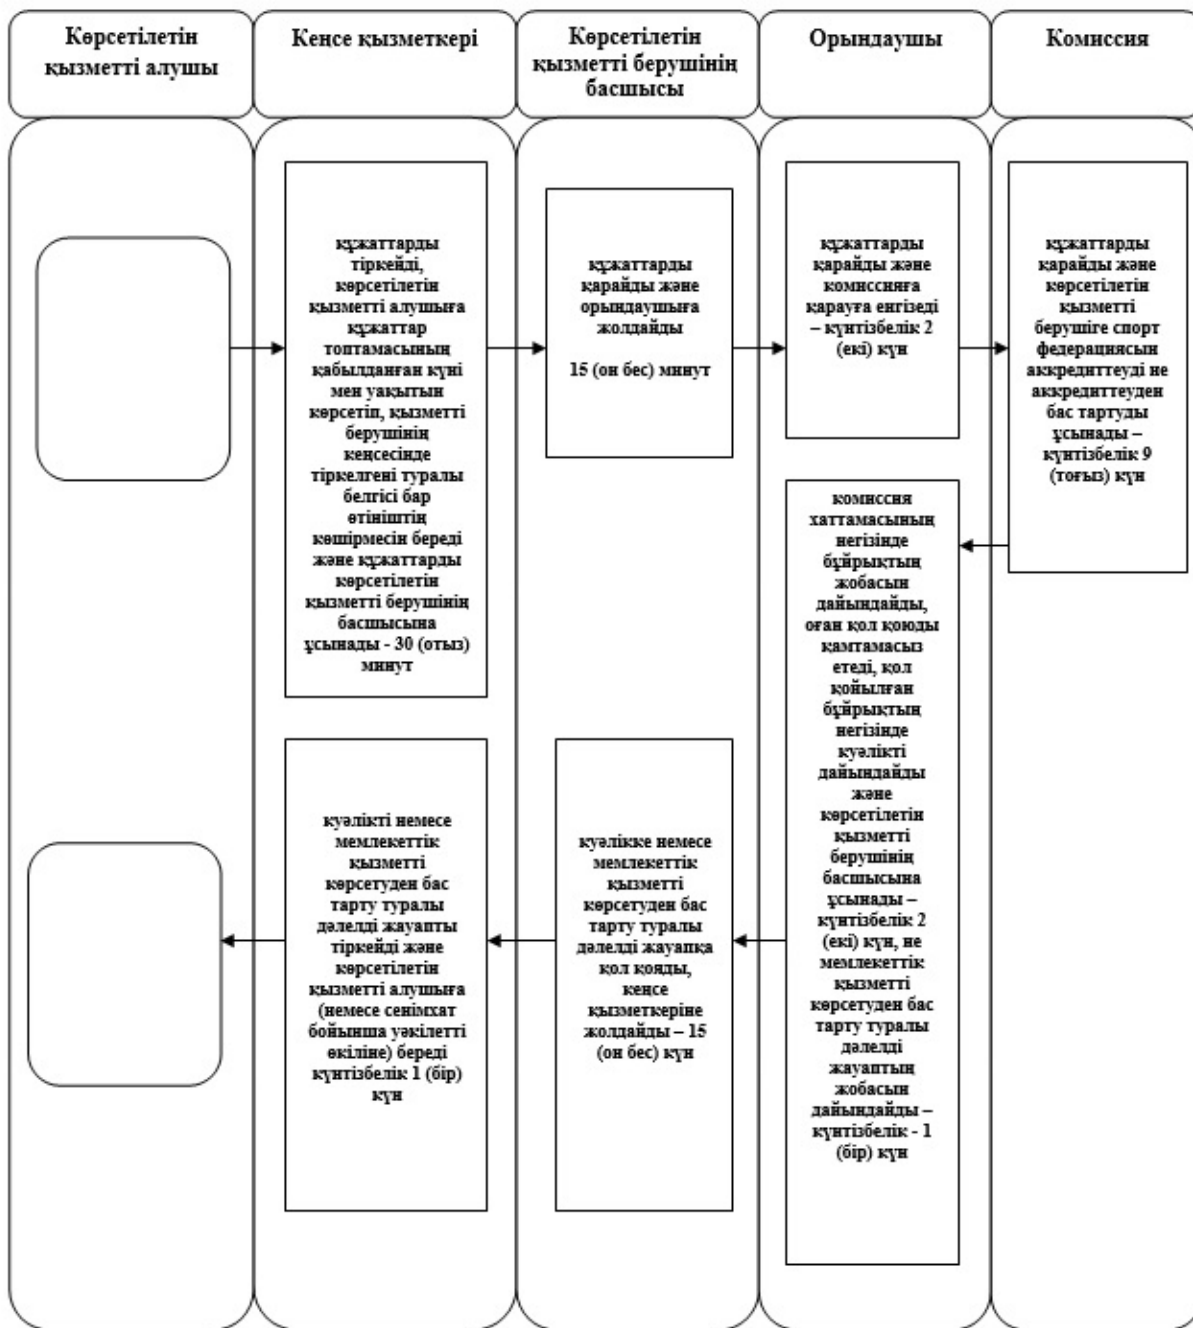 Көрсетілетін
қызметті алушы
Кеңсе қызметкері
Көрсетілетін
қызметті берушінің
басшысы
Орындаушы
Комиссия
құжаттарды
тіркейді,
көрсетілетін
қызметті алушыға
құжаттар
топтамасының
қабылданған күні
мен уақытын
көрсетіп, қызметті
берушінің
кеңсесінде
тіркелгені туралы
белгісі бар
өтініштің
көшірмесін береді
және құжаттарды
көрсетілетін
қызметті берушінің
басшысына
ұсынады - 30 (отыз)
минут
құжаттарды
қарайды және
орындаушыға
жолдайды
15 (он бес) минут
құжаттарды
қарайды және
комиссияға
қарауға енгізеді
– күнтізбелік 2
(екі) күн
құжаттарды
қарайды және
көрсетілетін
қызметті
берушіге спорт
федерациясын
аккредиттеуді не
аккредиттеуден
бас тартуды
ұсынады –
күнтізбелік 9
(тоғыз) күн
комиссия
хаттамасының
негізінде
бұйрықтың
жобасын
дайындайды,
оған қол қоюды
қамтамасыз
етеді, қол
қойылған
бұйрықтың
негізінде
куәлікті
дайындайды
және
көрсетілетін
қызметті
берушінің
басшысына
ұсынады –
күнтізбелік 2
(екі) күн, не
мемлекеттік
қызметті
көрсетуден бас
тарту туралы
дәлелді
жауаптың
жобасын
дайындайды –
күнтізбелік - 1
(бір) күн
куәлікке немесе
мемлекеттік
қызметті
көрсетуден бас
тарту туралы
дәлелді жауапқа
қол қояды,
кеңсе
қызметкеріне
жолдайды – 15
(он бес) күн
куәлікті немесе
мемлекеттік
қызметті
көрсетуден бас
тарту туралы
дәлелді жауапты
тіркейді және
көрсетілетін
қызметті алушыға
(немесе сенімхат
бойынша уәкілетті
өкіліне) береді
күнтізбелік 1 (бір)
күн